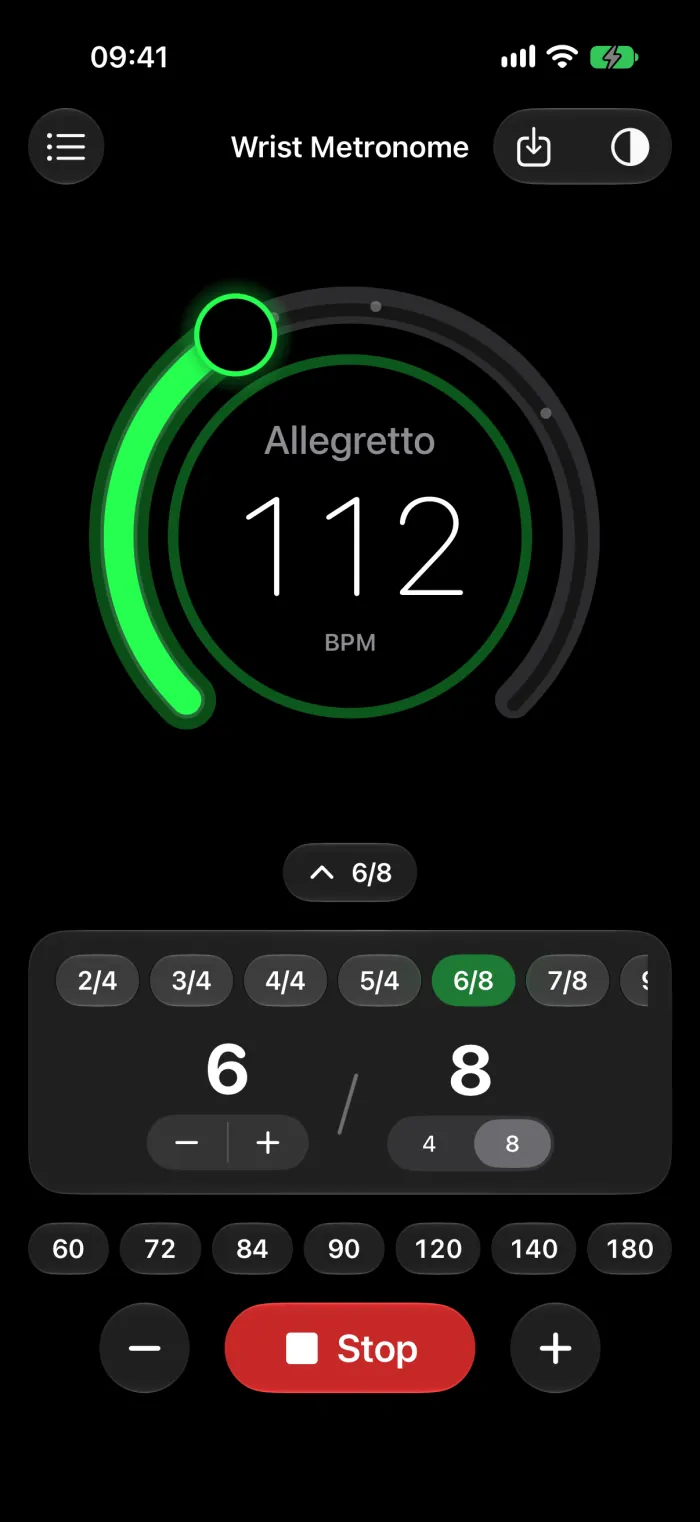 09:41
Wrist Metronome
Allegretto
112
BPM
6/8
2/4 3/4 4/4 5/4 6/8 7/8
6 / 8
− + 4 8
60 72 84 90 120 140 180
− Stop +